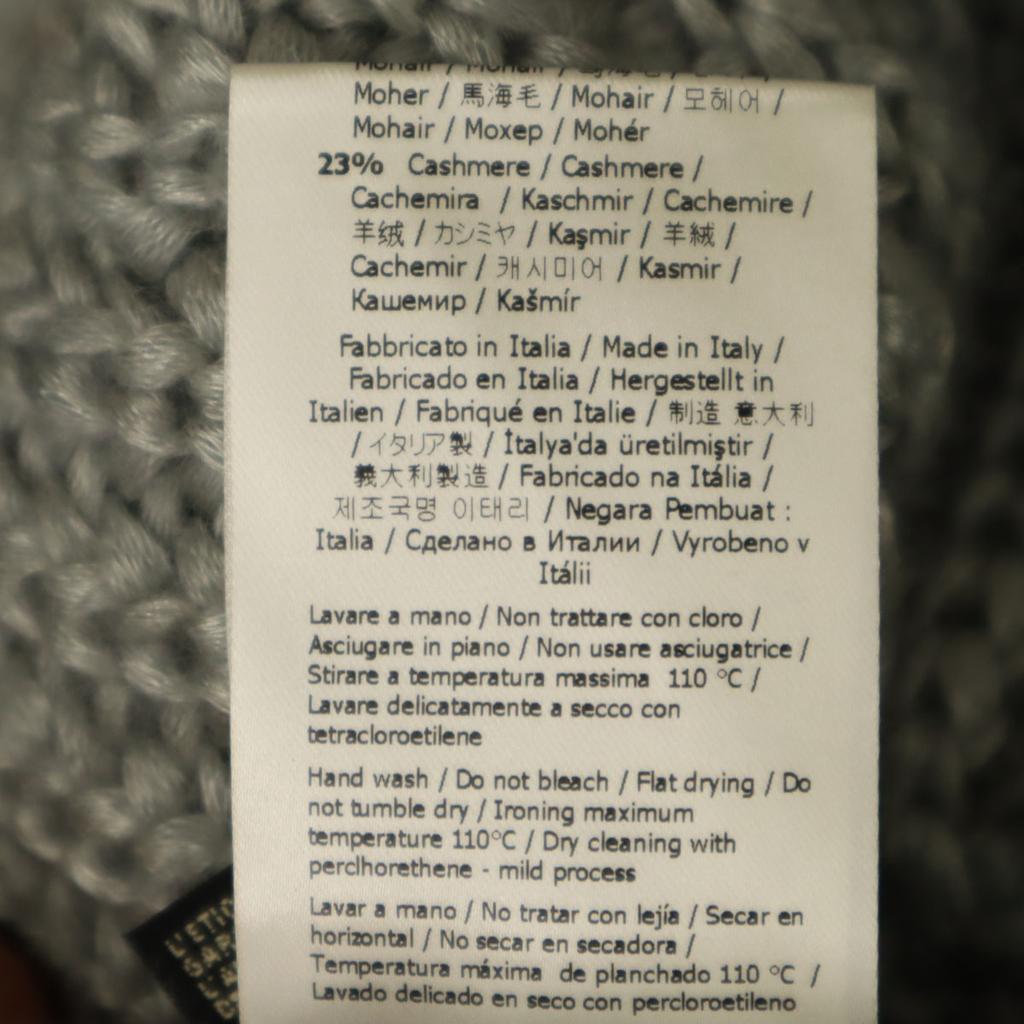 Moher / 馬海毛 / Mohair / 모헤어 /
Mohair / Мохер / Mohér
23% Cashmere / Cashmere /
Cachemira / Kaschmir / Cachemire /
羊绒 / カシミヤ / Kaşmir / 羊絨 /
Cachemir / 캐시미어 / Kasmir /
Кашемир / Kašmír
Fabbricato in Italia / Made in Italy /
Fabricado en Italia / Hergestellt in
Italien / Fabriqué en Italie / 制造 意大利
/ イタリア製 / İtalya'da üretilmiştir /
義大利製造 / Fabricado na Itália /
제조국명 이태리 / Negara Pembuat :
Italia / Сделано в Италии / Vyrobeno v
Itálii
Lavare a mano / Non trattare con cloro /
Asciugare in piano / Non usare asciugatrice /
Stirare a temperatura massima 110 °C /
Lavare delicatamente a secco con
tetracloroetilene
Hand wash / Do not bleach / Flat drying / Do
not tumble dry / Ironing maximum
temperature 110°C / Dry cleaning with
perclhorethene - mild process
Lavar a mano / No tratar con lejía / Secar en
horizontal / No secar en secadora /
Temperatura máxima de planchado 110 °C /
Lavado delicado en seco con percloroetileno